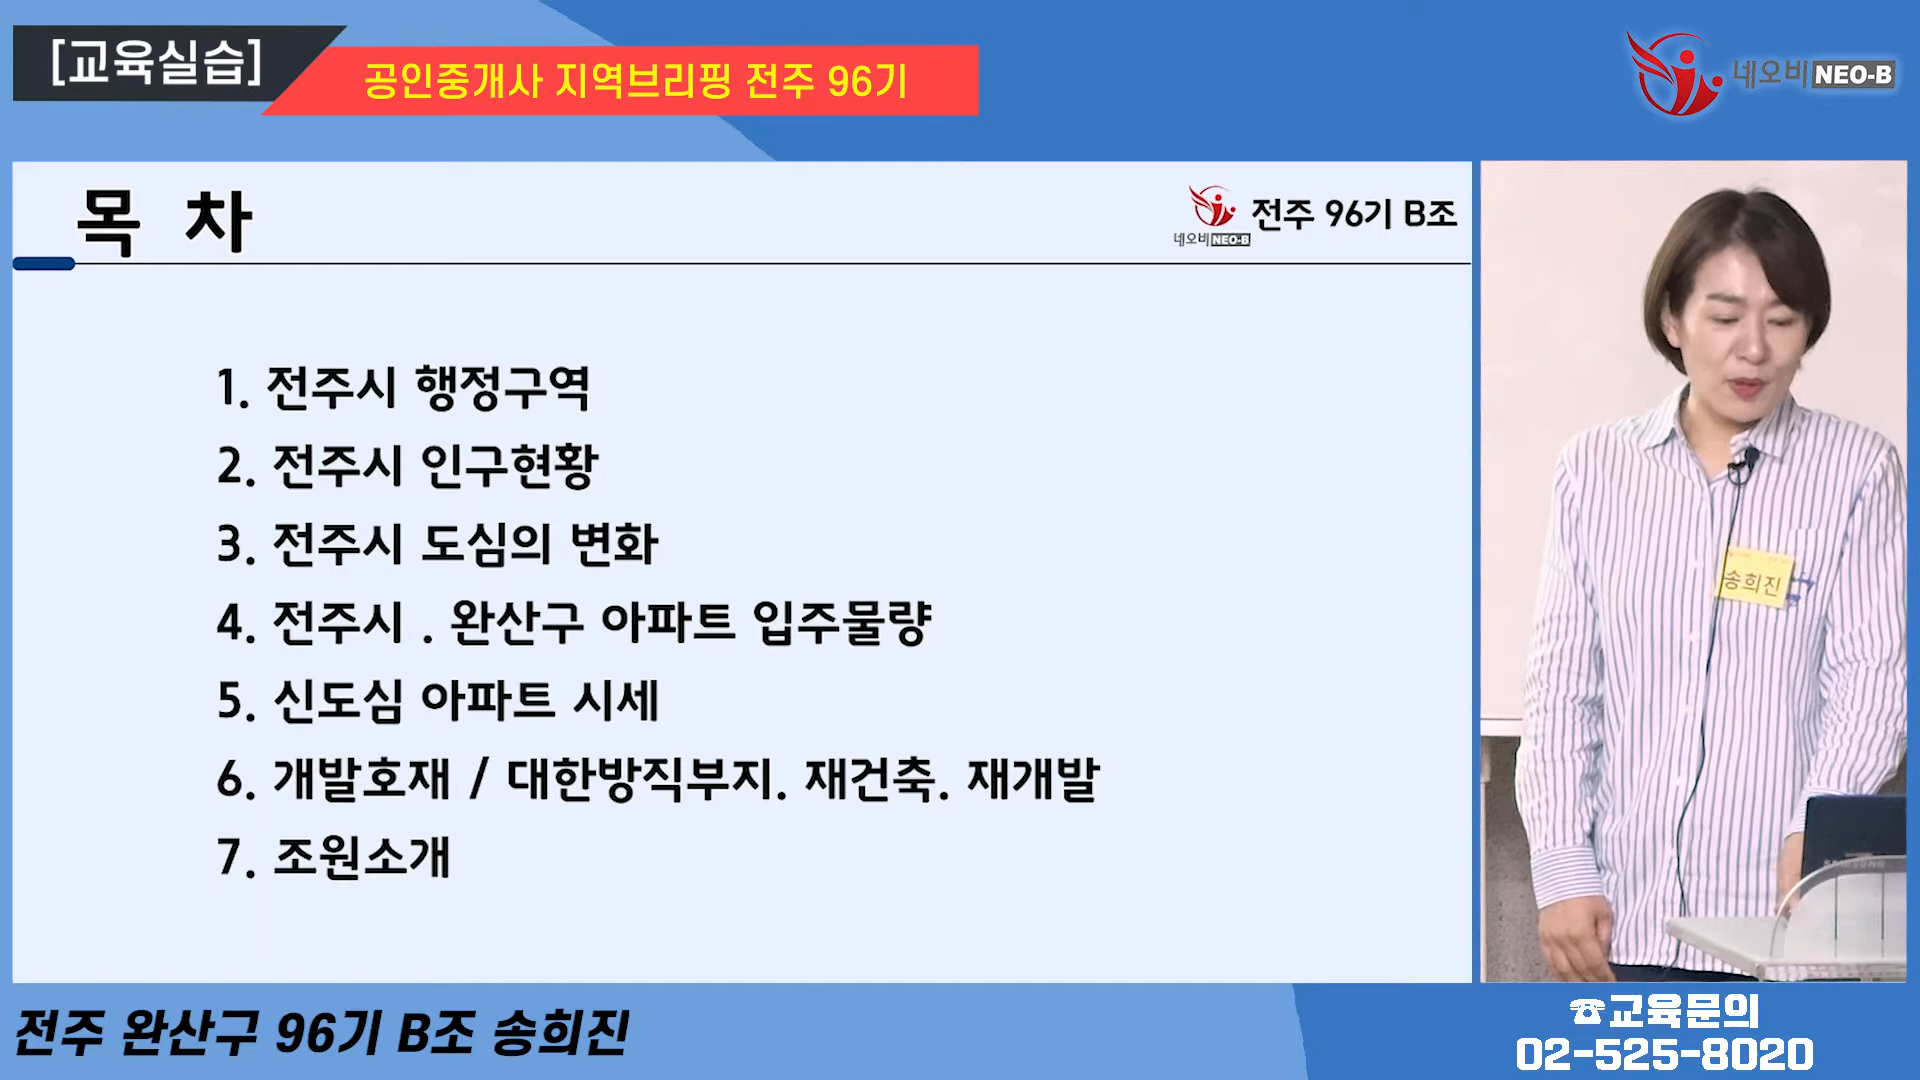 [교육실습]
공인중개사 지역브리핑 전주 96기
네오비 NEO-B
목 차
네오비 NEO-B
전주 96기 B조
1. 전주시 행정구역
2. 전주시 인구현황
3. 전주시 도심의 변화
4. 전주시 . 완산구 아파트 입주물량
5. 신도심 아파트 시세
6. 개발호재 / 대한방직부지. 재건축. 재개발
7. 조원소개
송희진
SAMSUNG
전주 완산구 96기 B조 송희진
☎교육문의
02-525-8020